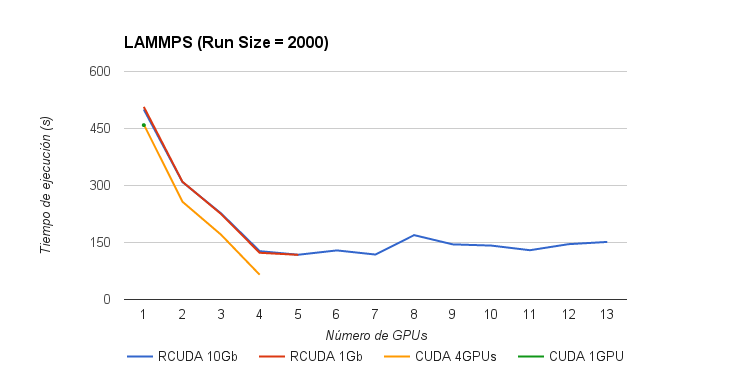 LAMMPS (Run Size = 2000)
Tiempo de ejecución (s)
600
450
300
150
0
1 2 3 4 5 6 7 8 9 10 11 12 13
Número de GPUs
RCUDA 10Gb RCUDA 1Gb CUDA 4GPUs CUDA 1GPU